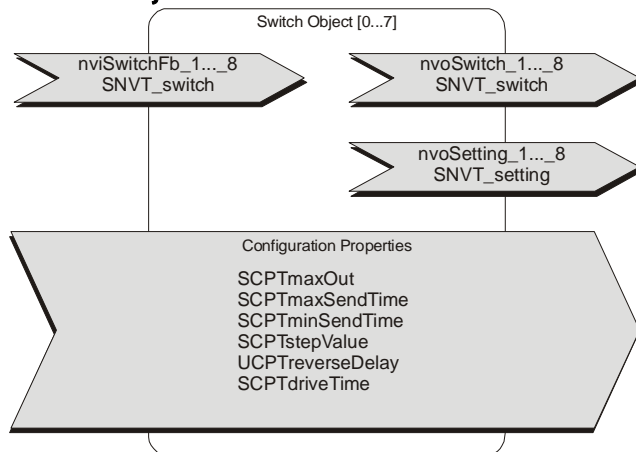 Switch Object [0...7]
nviSwitchFb_1..._8
SNVT_switch
nvoSwitch_1..._8
SNVT_switch
nvoSetting_1..._8
SNVT_setting
Configuration Properties
SCPTmaxOut
SCPTmaxSendTime
SCPTminSendTime
SCPTstepValue
UCPTreverseDelay
SCPTdriveTime